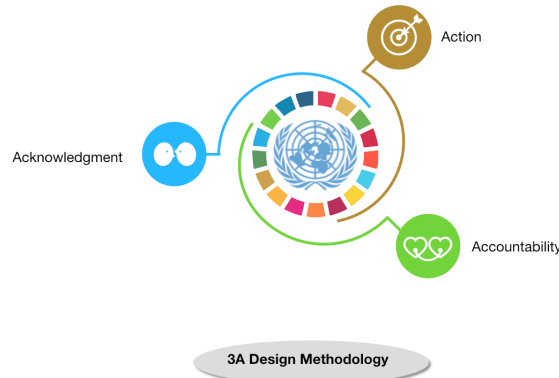 Action
Acknowledgment
Accountability
3A Design Methodology